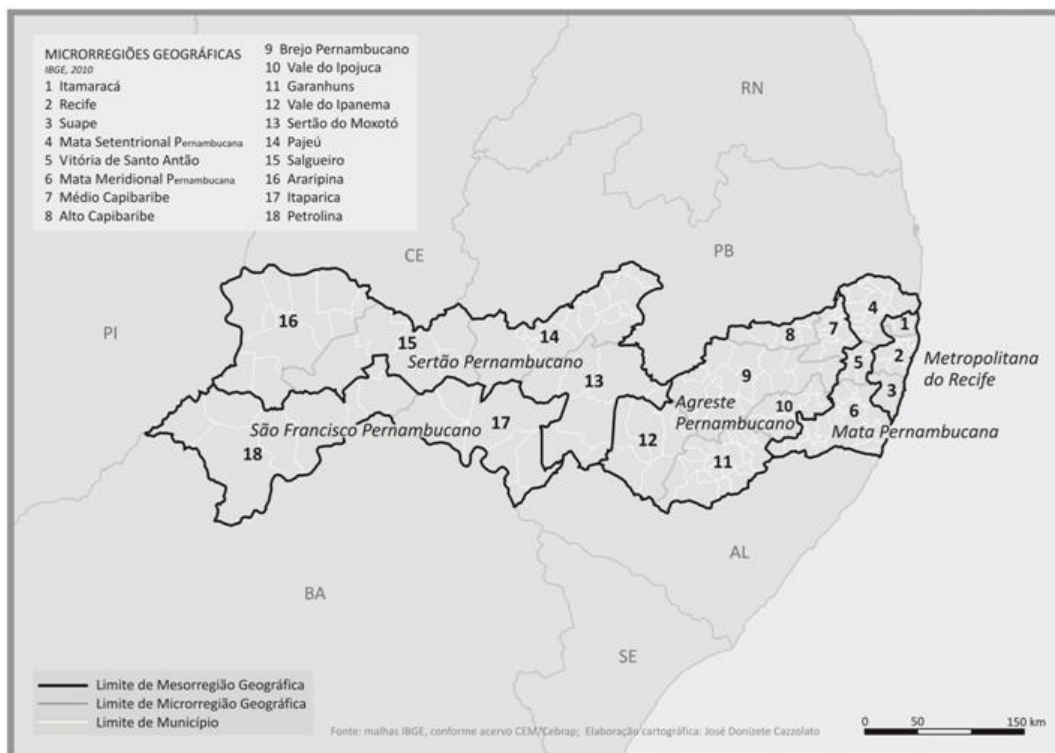 MICRORREGIÕES GEOGRÁFICAS
IBGE, 2010
1 Itamaracá
2 Recife
3 Suape
4 Mata Setentrional Pernambucana
5 Vitória de Santo Antão
6 Mata Meridional Pernambucana
7 Médio Capibaribe
8 Alto Capibaribe
9 Brejo Pernambucano
10 Vale do Ipojuca
11 Garanhuns
12 Vale do Ipanema
13 Sertão do Moxotó
14 Pajeú
15 Salgueiro
16 Araripina
17 Itaparica
18 Petrolina
RN
CE
PB
PI
16
15
14
Sertão Pernambucano
13
8
7
4
1
2
5
3
Metropolitana
do Recife
9
Agreste
Pernambucano
10
6
Mata Pernambucana
São Francisco Pernambucano
17
18
12
11
AL
BA
SE
Limite de Mesorregião Geográfica
Limite de Microrregião Geográfica
Limite de Município
Fonte: malhas IBGE, conforme acervo CEM/Cebrap; Elaboração cartográfica: José Donizete Cazzolato
0 50 150 km